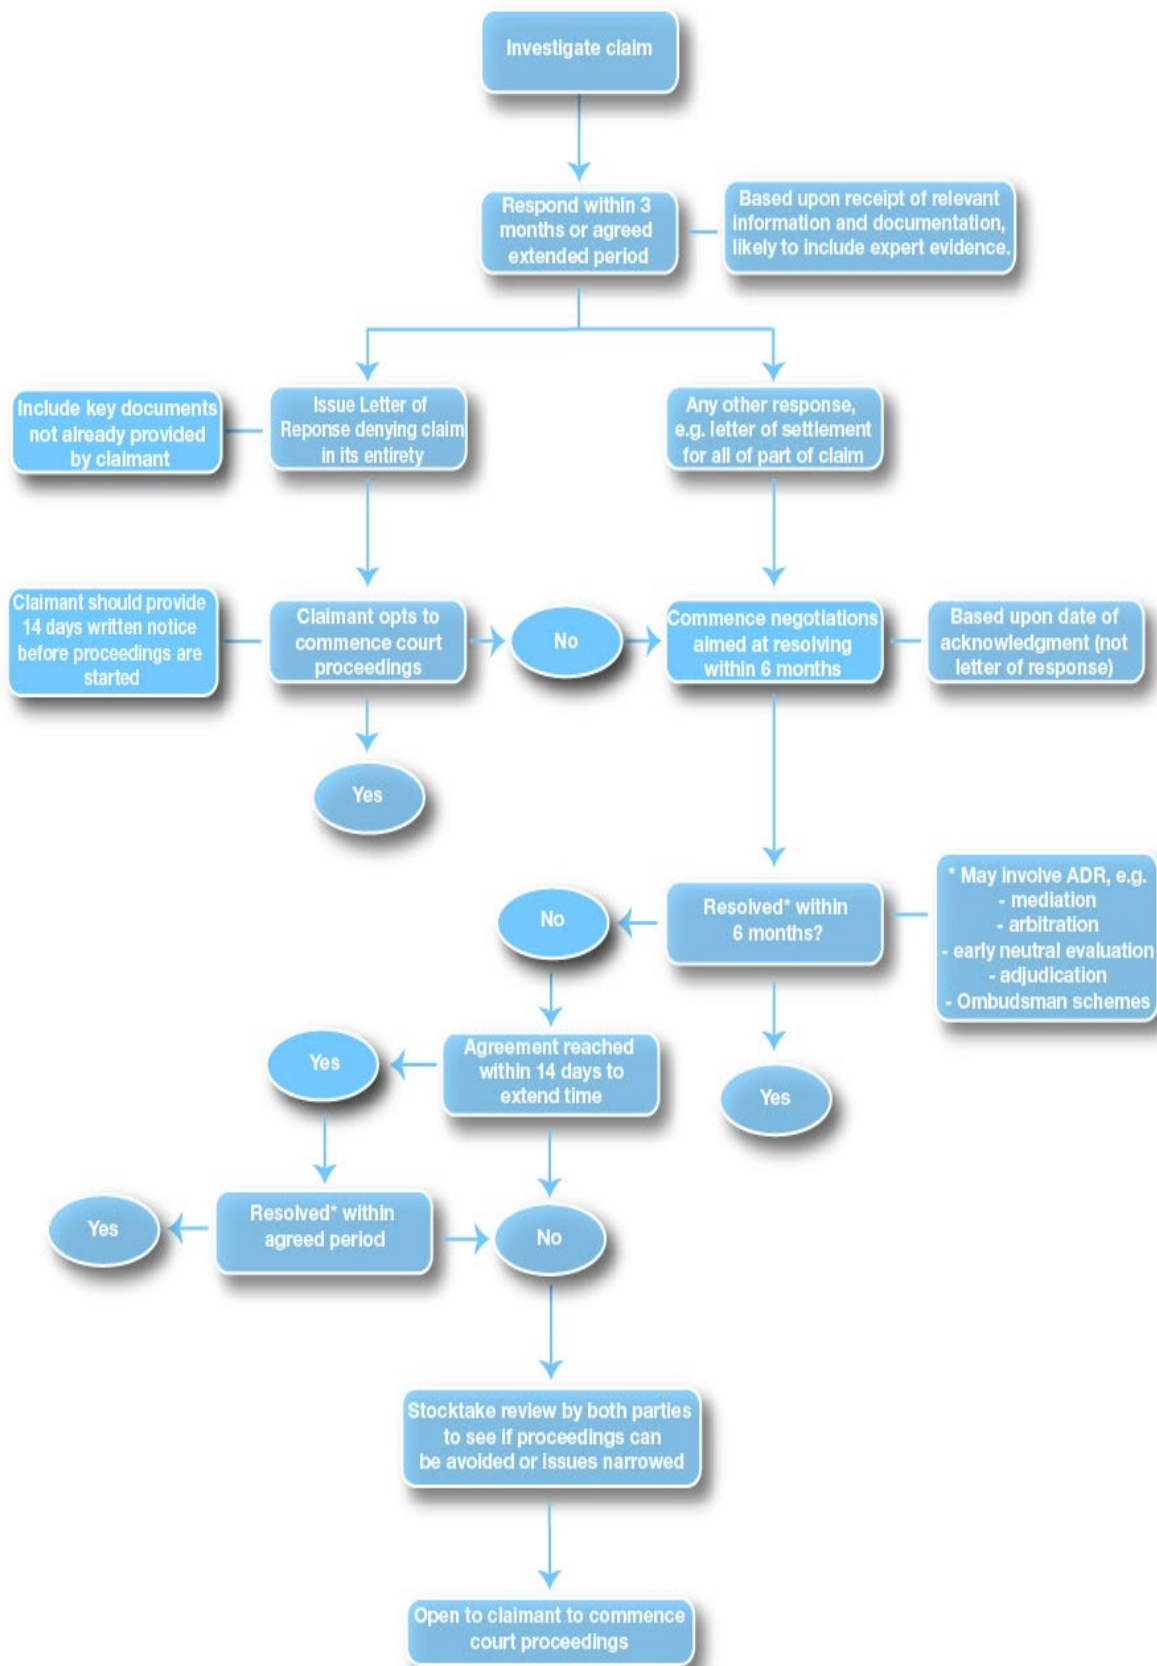 Investigate claim
Respond within 3
months or agreed
extended period
Based upon receipt of relevant
information and documentation,
likely to include expert evidence.
Include key documents
not already provided
by claimant
Issue Letter of
Reponse denying claim
in its entirety
Any other response,
e.g. letter of settlement
for all of part of claim
Claimant should provide
14 days written notice
before proceedings are
started
Claimant opts to
commence court
proceedings
No
Commence negotiations
aimed at resolving
within 6 months
Based upon date of
acknowledgment (not
letter of response)
Yes
No
Resolved* within
6 months?
* May involve ADR, e.g.
- mediation
- arbitration
- early neutral evaluation
- adjudication
- Ombudsman schemes
Yes
Agreement reached
within 14 days to
extend time
Yes
Yes
Resolved* within
agreed period
No
Stocktake review by both parties
to see if proceedings can
be avoided or issues narrowed
Open to claimant to commence
court proceedings